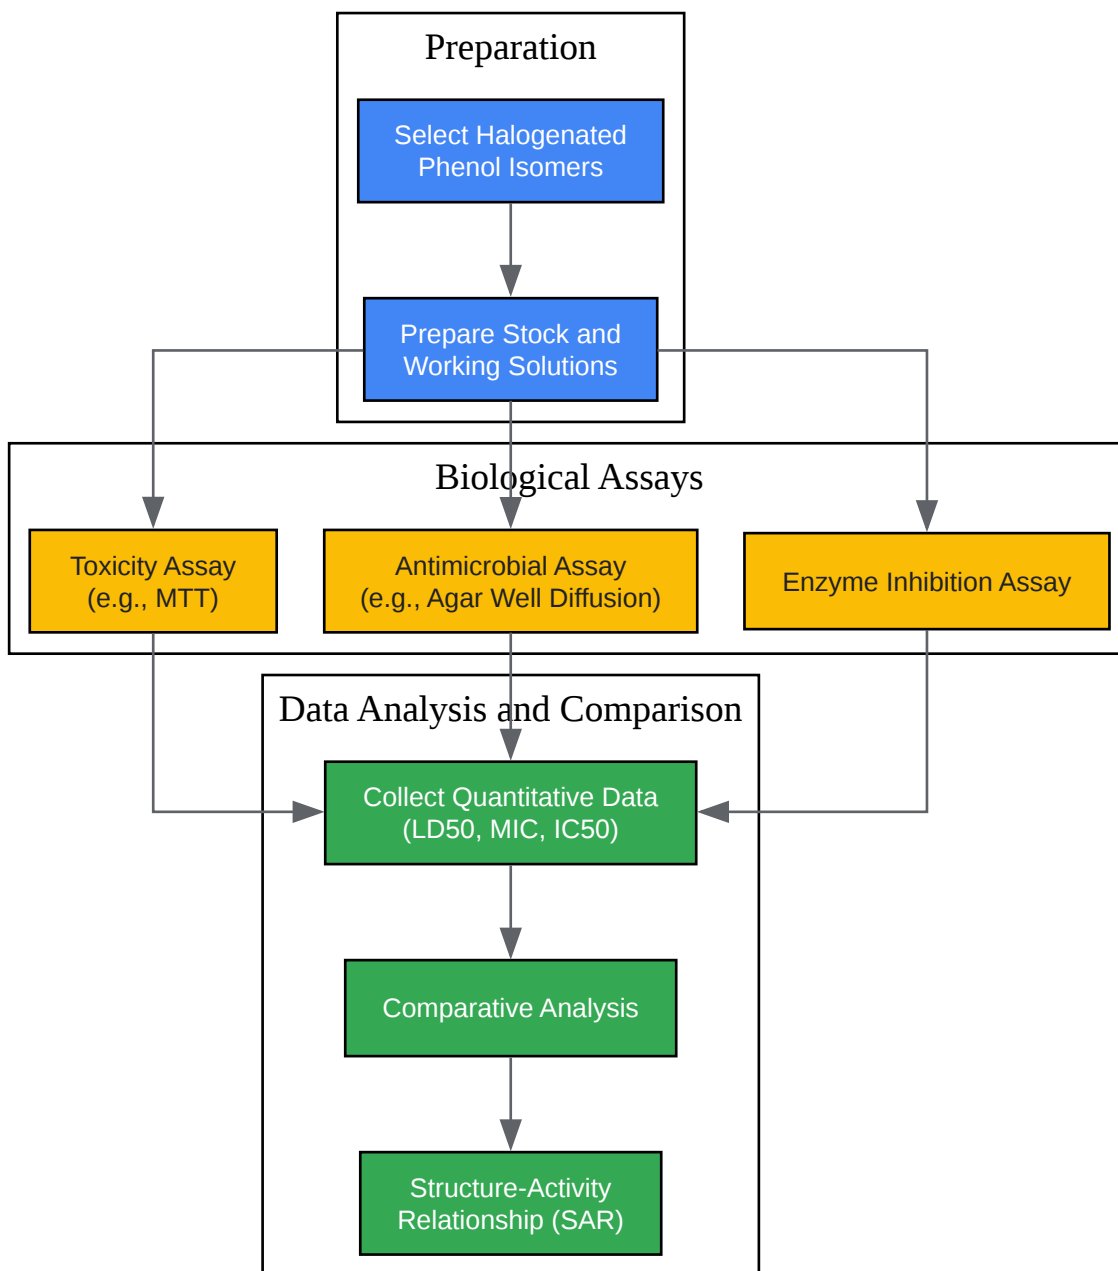 Preparation
Select Halogenated
Phenol Isomers
Prepare Stock and
Working Solutions
Biological Assays
Toxicity Assay
(e.g., MTT)
Antimicrobial Assay
(e.g., Agar Well Diffusion)
Enzyme Inhibition Assay
Data Analysis and Comparison
Collect Quantitative Data
(LD50, MIC, IC50)
Comparative Analysis
Structure-Activity
Relationship (SAR)